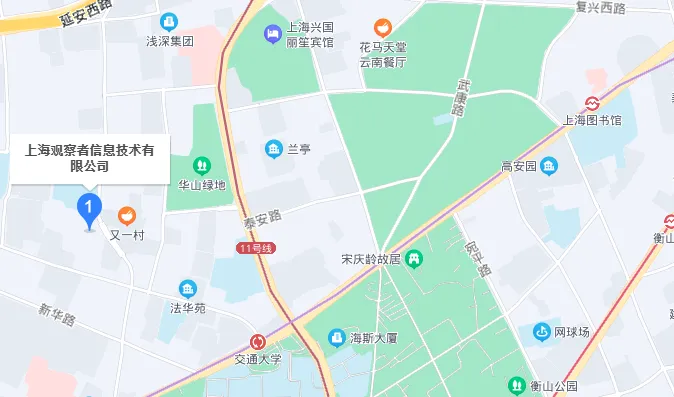 复兴西路
延安西路
浅深集团
上海兴国
丽笙宾馆
花马天堂
云南餐厅
武康路
上海图书馆
上海观察者信息技术有
限公司
兰亭
高安园
华山绿地
1
又一村
泰安路
11号线
宋庆龄故居
宛平路
衡山
法华苑
新华路
海斯大厦
网球场
交通大学
衡山公园